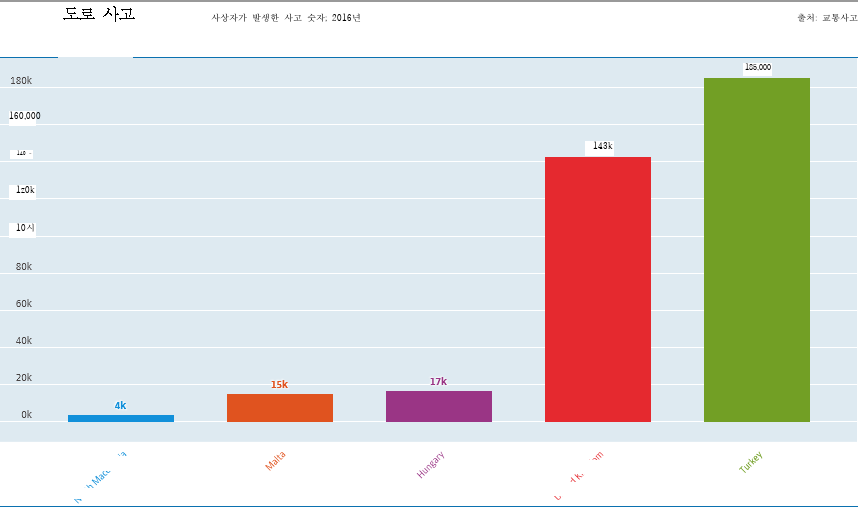 도로 사고
사상자가 발생한 사고 숫자, 2016년
출처: 교통사고
180k
160,000
80k
60k
40k
20k
0k
4k
15k
17k
143k
185,000
Malta
Hungary
Turkey